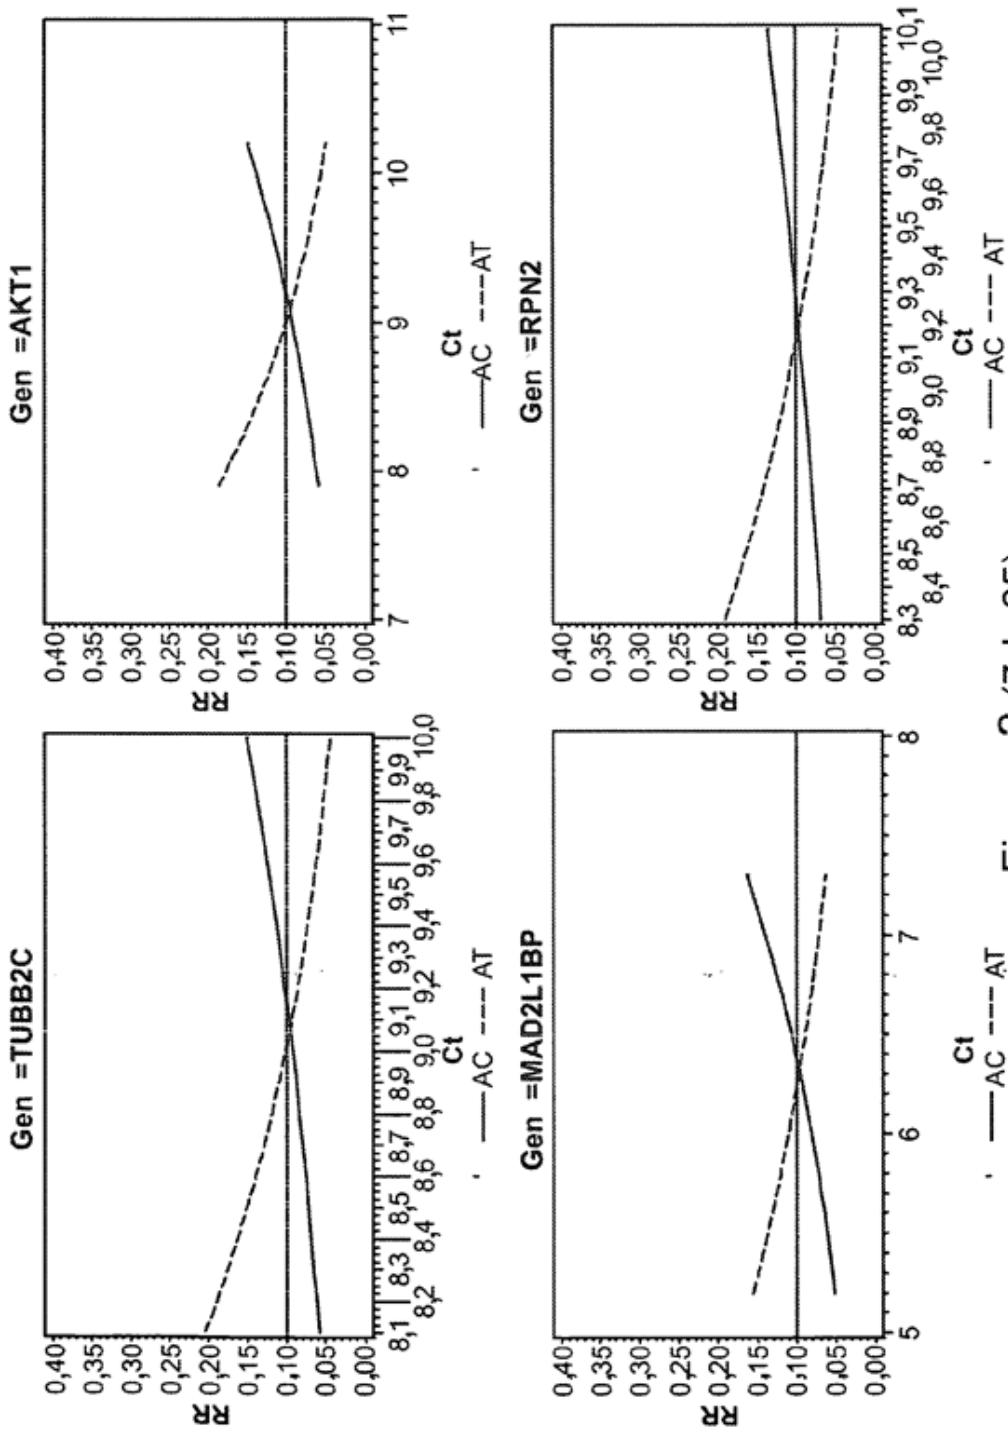 Gen =TUBB2C
RR
0,40
0,35
0,30
0,25
0,20
0,15
0,10
0,05
0,00
8,1 8,2 8,3 8,4 8,5 8,6 8,7 8,8 8,9 9,0 9,1 9,2 9,3 9,4 9,5 9,6 9,7 9,8 9,9 10,0
Ct
AC AT
Gen =AKT1
RR
0,40
0,35
0,30
0,25
0,20
0,15
0,10
0,05
0,00
7 8 9 10 11
Ct
AC AT
Gen =MAD2L1BP
RR
0,40
0,35
0,30
0,25
0,20
0,15
0,10
0,05
0,00
5 6 7 8
Ct
AC AT
Gen =RPN2
RR
0,40
0,35
0,30
0,25
0,20
0,15
0,10
0,05
0,00
8,3 8,4 8,5 8,6 8,7 8,8 8,9 9,0 9,1 9,2 9,3 9,4 9,5 9,6 9,7 9,8 9,9 10,0 10,1
Ct
AC AT